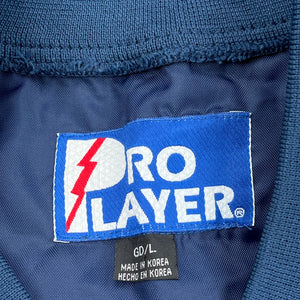 PRO
PLAYER®
GD/L
MADE IN KOREA
HECHO EN KOREA